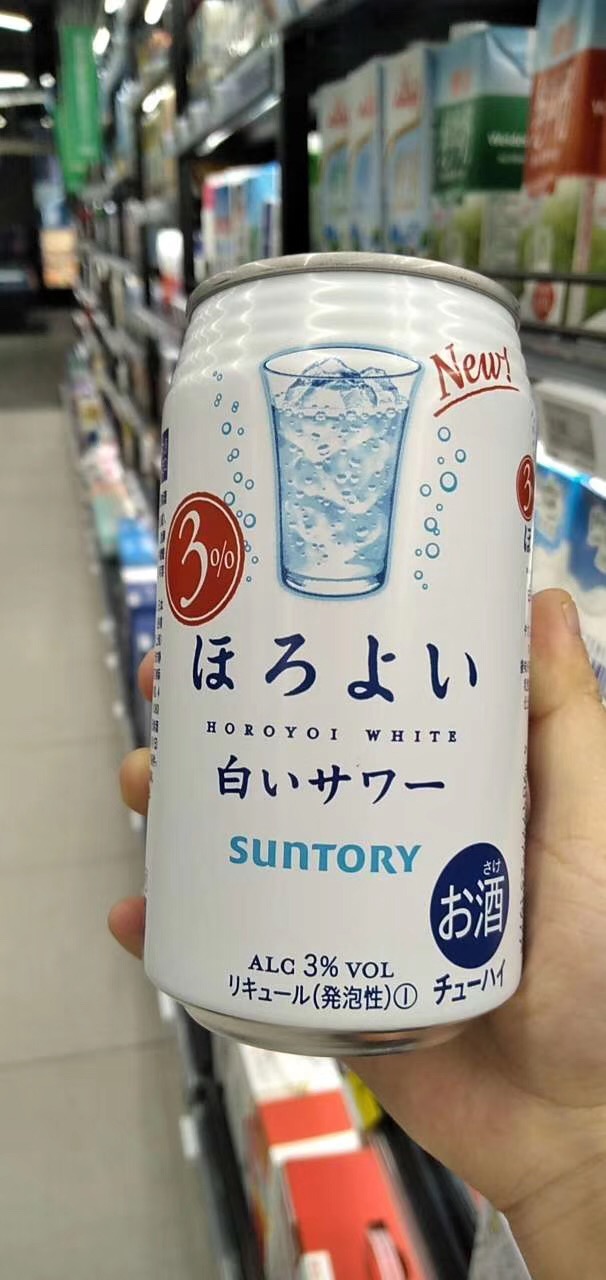 New!
3%
ほろよい
HOROYOI WHITE
白いサワー
SUNTORY
さけ
お酒
ALC 3% VOL
リキュール(発泡性)①
チューハイ